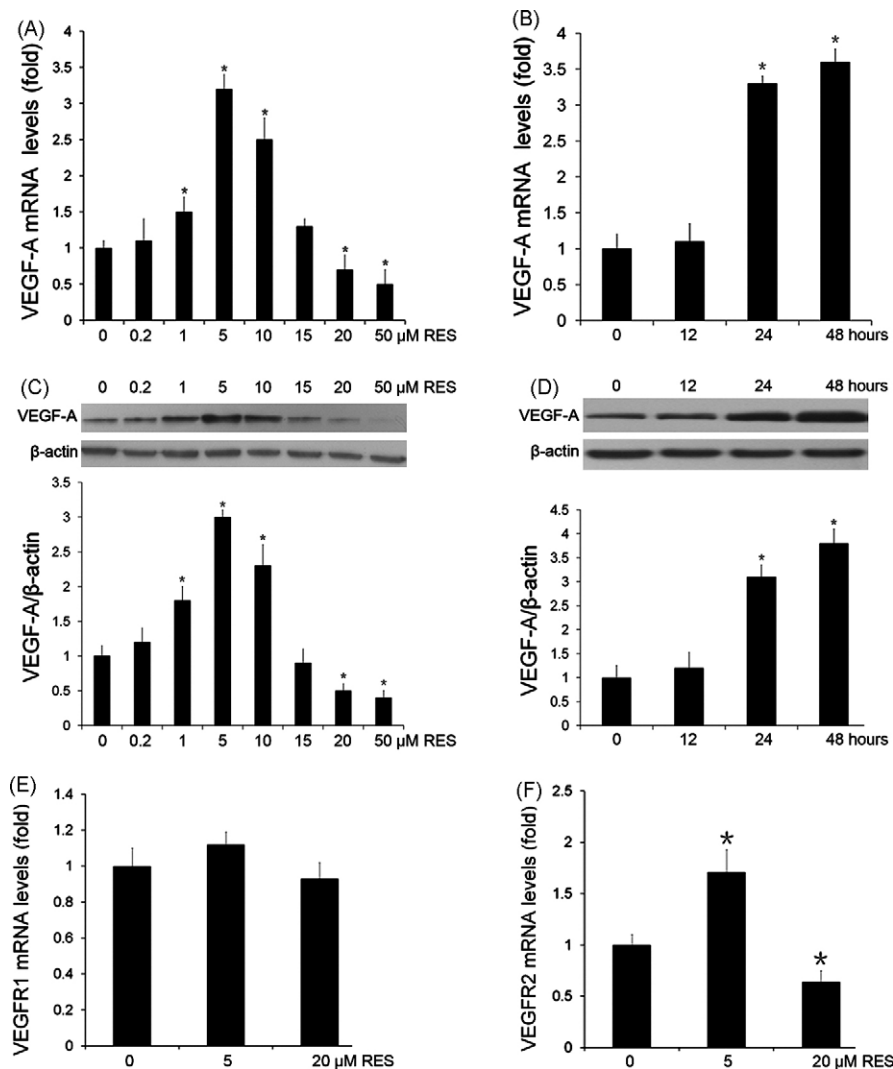 (A)
VEGF-A mRNA levels (fold)
4
3.5
3
2.5
2
1.5
1
0.5
0
* * * * *
0 0.2 1 5 10 15 20 50 μM RES
(B)
VEGF-A mRNA levels (fold)
4
3.5
3
2.5
2
1.5
1
0.5
0
* *
0 12 24 48 hours
(C)
0 0.2 1 5 10 15 20 50 μM RES
VEGF-A
β-actin
VEGF-A/β-actin
3.5
3
2.5
2
1.5
1
0.5
0
* * * * *
0 0.2 1 5 10 15 20 50 μM RES
(D)
0 12 24 48 hours
VEGF-A
β-actin
VEGF-A/β-actin
4.5
4
3.5
3
2.5
2
1.5
1
0.5
0
* *
0 12 24 48 hours
(E)
VEGFR1 mRNA levels (fold)
1.4
1.2
1
0.8
0.6
0.4
0.2
0
0 5 20 μM RES
(F)
VEGFR2 mRNA levels (fold)
2.5
2
1.5
1
0.5
0
* *
0 5 20 μM RES